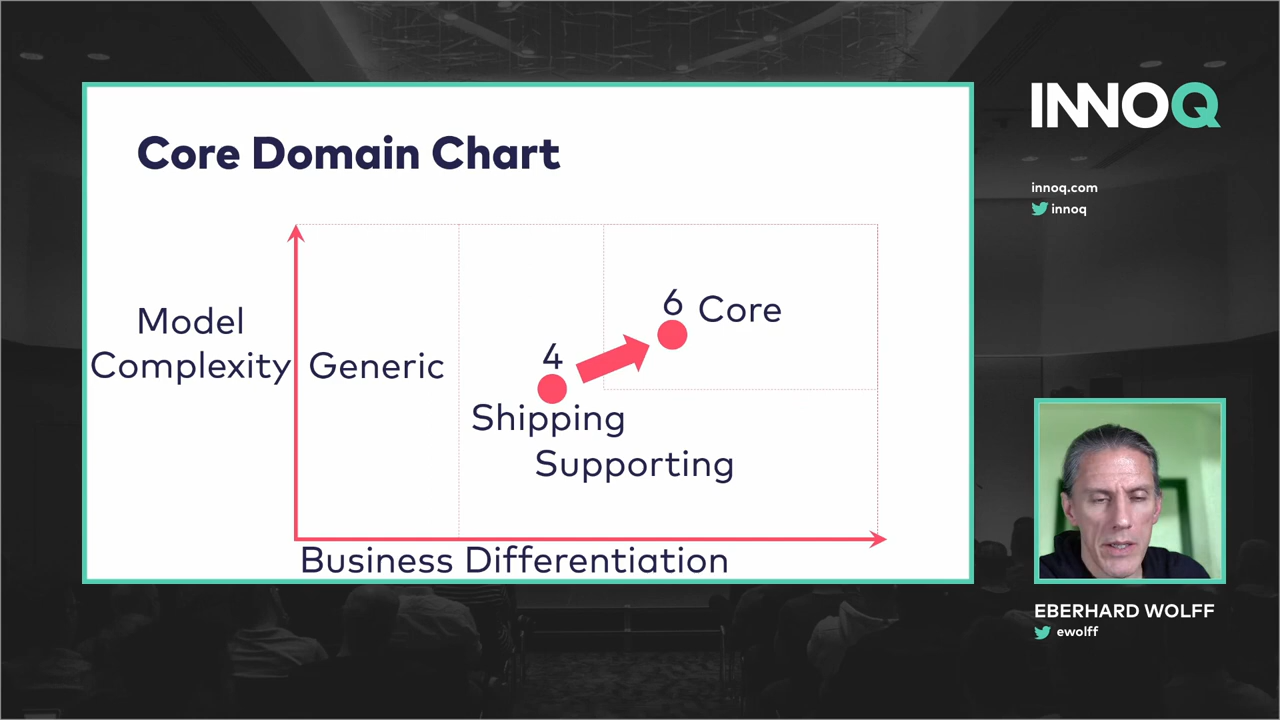 Core Domain Chart
Model
Complexity
Generic
4
6
Core
Shipping
Supporting
Business Differentiation
INNOQ
innoq.com
innoq
EBERHARD WOLFF
ewolff